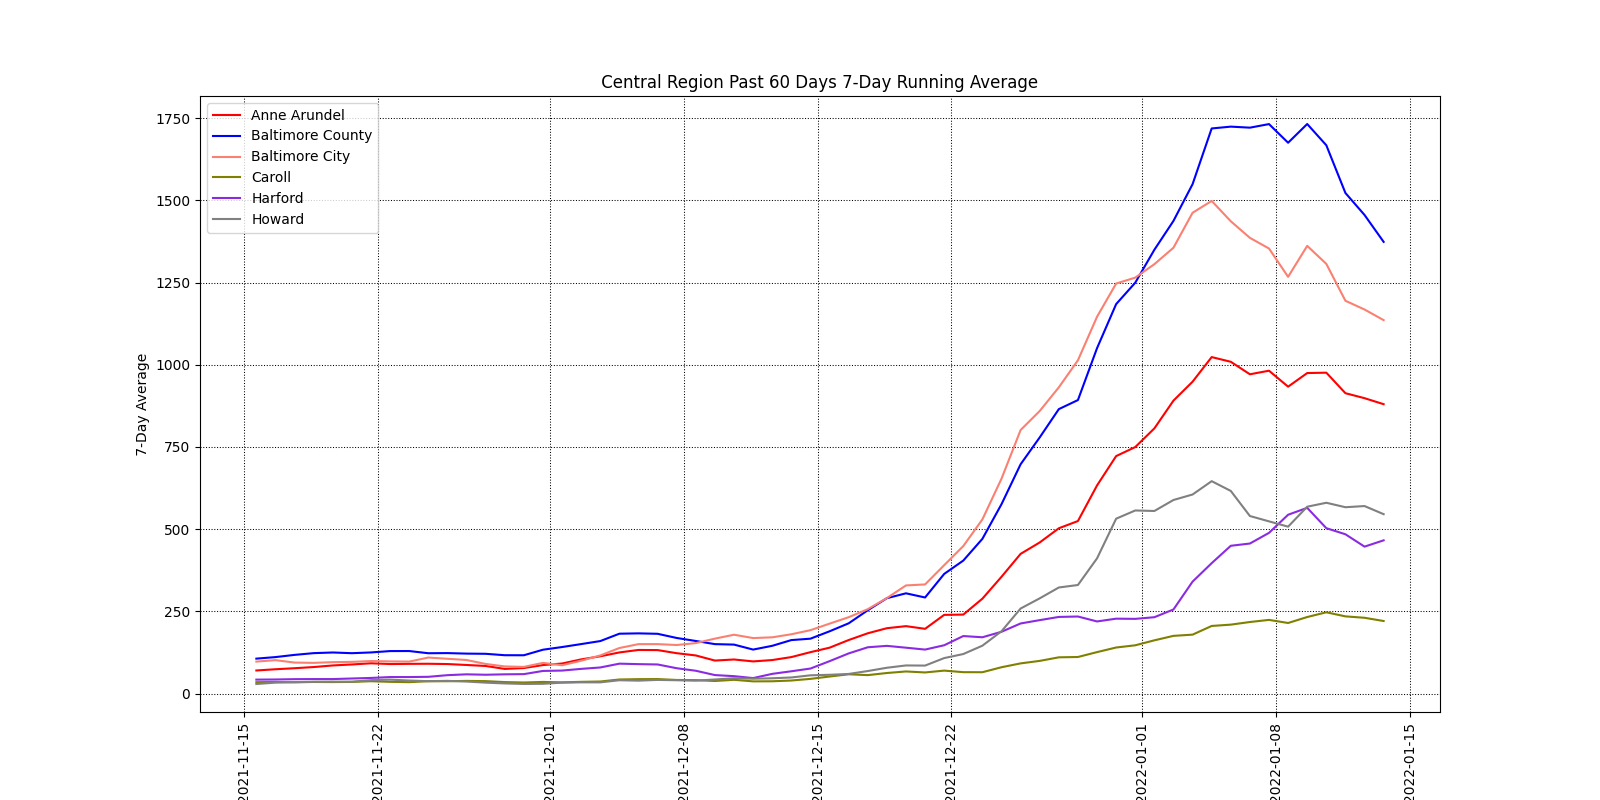 Central Region Past 60 Days 7-Day Running Average
Anne Arundel
Baltimore County
Baltimore City
Caroll
Harford
Howard
7-Day Average
1750
1500
1250
1000
750
500
250
0
2021-11-15
2021-11-22
2021-12-01
2021-12-08
2021-12-15
2021-12-22
2022-01-01
2022-01-08
2022-01-15